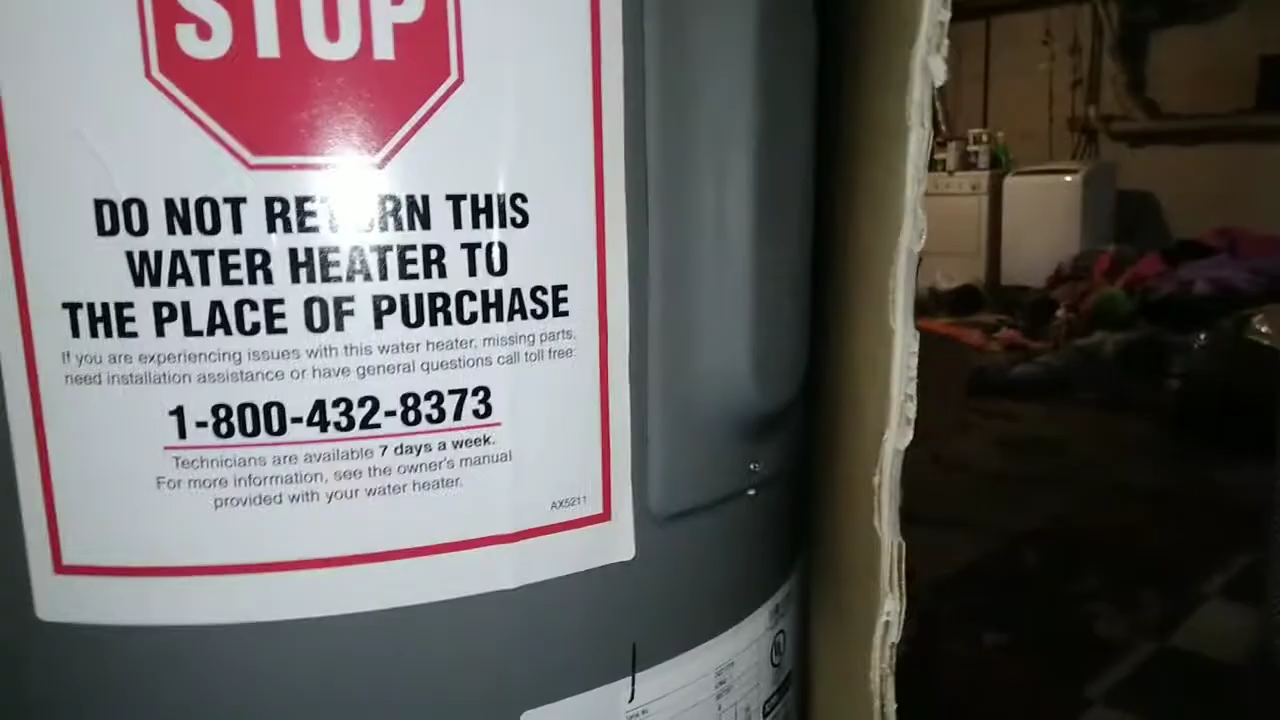 STOP
DO NOT RETURN THIS
WATER HEATER TO
THE PLACE OF PURCHASE
If you are experiencing issues with this water heater, missing parts,
need installation assistance or have general questions call toll free:
1-800-432-8373
Technicians are available 7 days a week.
For more information, see the owner's manual
provided with your water heater.
AX5211
UL